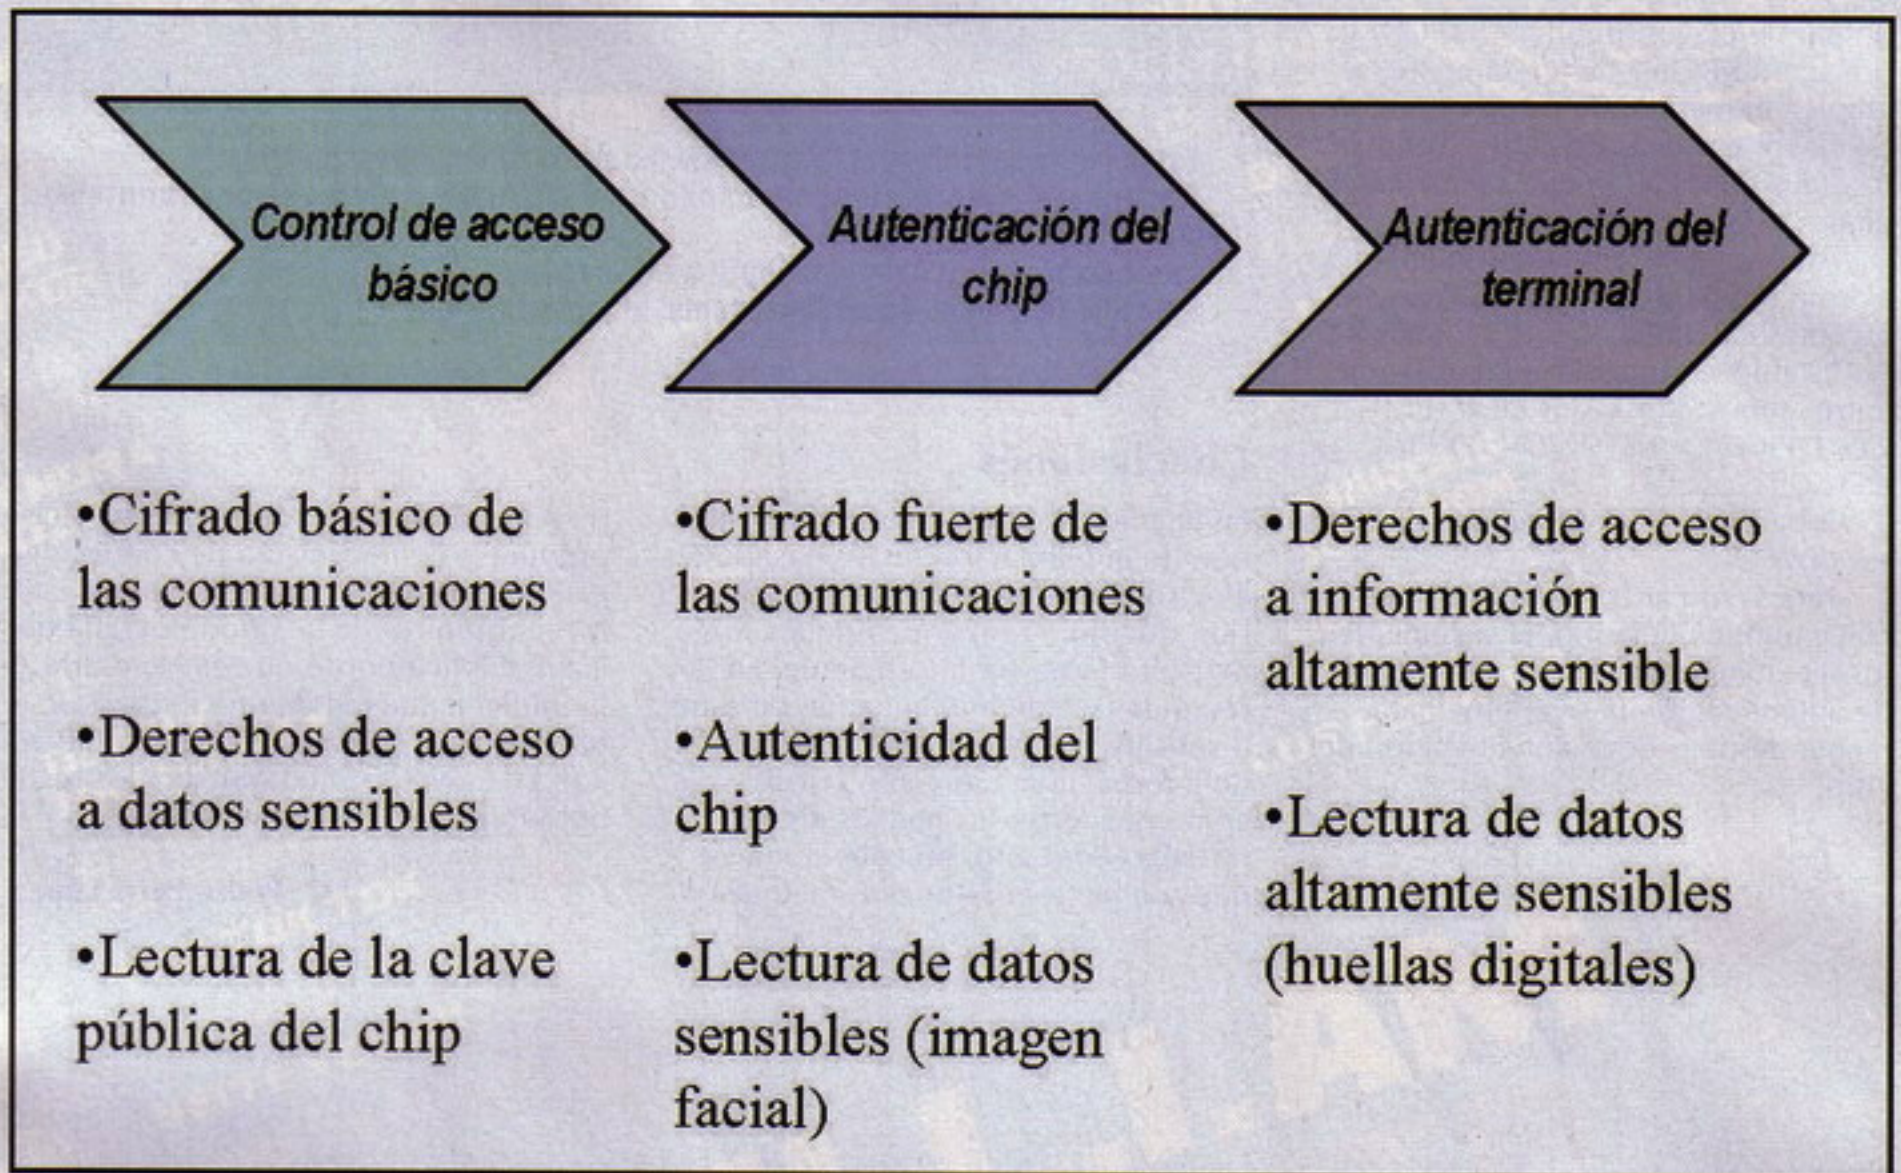 Control de acceso
básico
Autenticación del
chip
Autenticación del
terminal
•Cifrado básico de
las comunicaciones
•Derechos de acceso
a datos sensibles
•Lectura de la clave
pública del chip
•Cifrado fuerte de
las comunicaciones
•Autenticidad del
chip
•Lectura de datos
sensibles (imagen
facial)
•Derechos de acceso
a información
altamente sensible
•Lectura de datos
altamente sensibles
(huellas digitales)